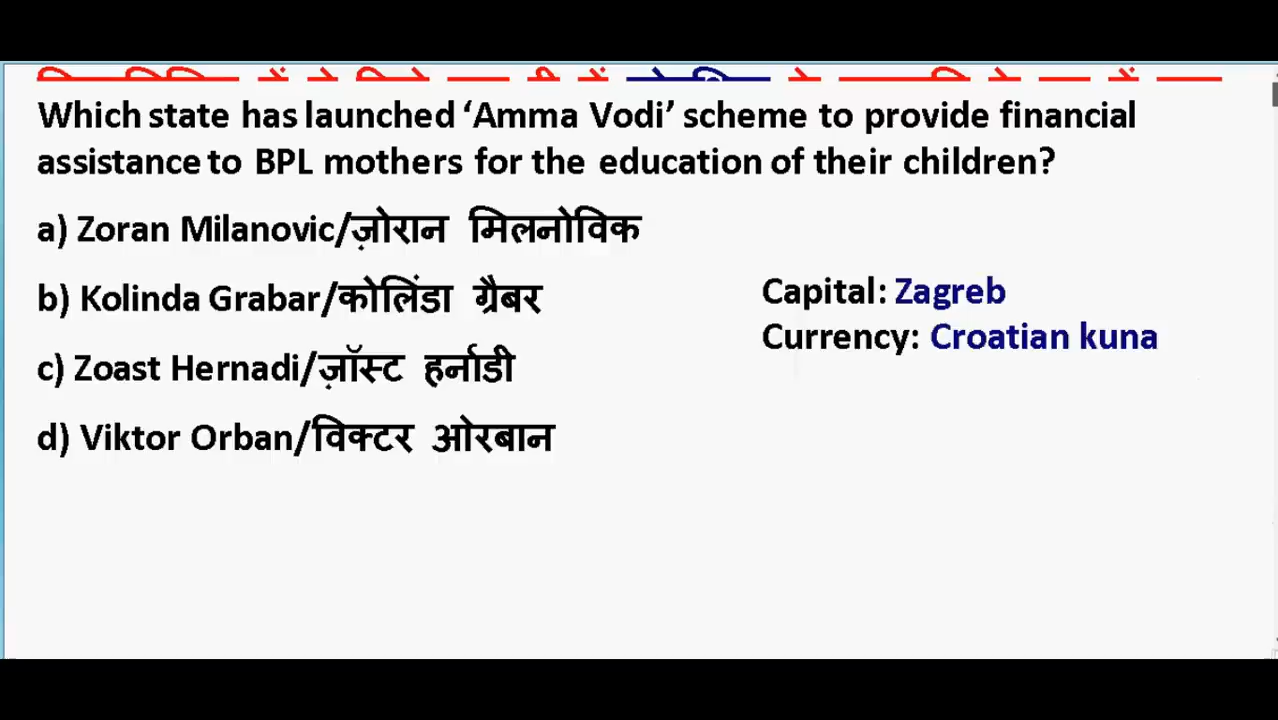 Which state has launched ‘Amma Vodi’ scheme to provide financial
assistance to BPL mothers for the education of their children?
a) Zoran Milanovic/ज़ोरान मिलनोविक
b) Kolinda Grabar/कोलिंडा ग्रैबर
c) Zoast Hernadi/ज़ॉस्ट हर्नाडी
d) Viktor Orban/विक्टर ओरबान
Capital: Zagreb
Currency: Croatian kuna